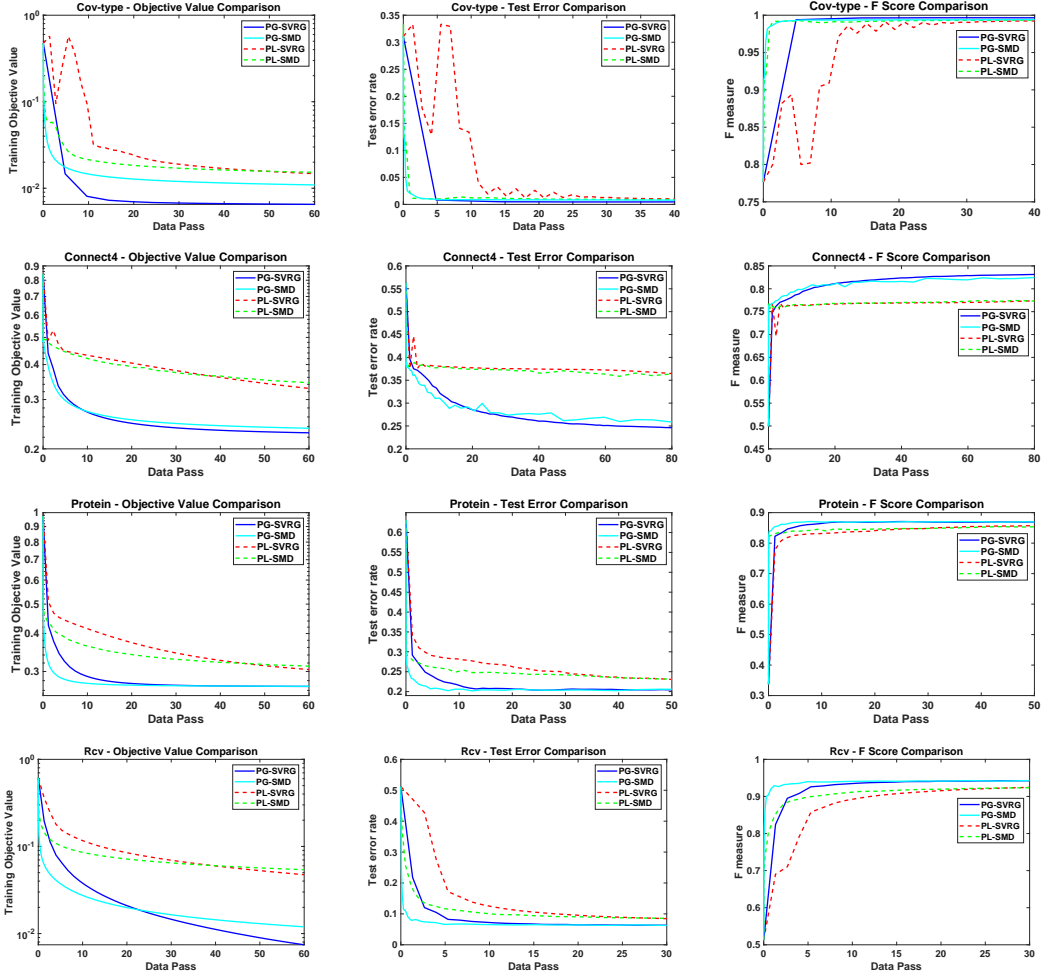 Cov-type - Objective Value Comparison
Training Objective Value
10^0
10^-1
10^-2
0 10 20 30 40 50 60
Data Pass
PG-SVRG
PG-SMD
PL-SVRG
PL-SMD
Cov-type - Test Error Comparison
Test error rate
0.35
0.3
0.25
0.2
0.15
0.1
0.05
0
0 5 10 15 20 25 30 35 40
Data Pass
PG-SVRG
PG-SMD
PL-SVRG
PL-SMD
Cov-type - F Score Comparison
F measure
1
0.95
0.9
0.85
0.8
0.75
0 10 20 30 40
Data Pass
PG-SVRG
PG-SMD
PL-SVRG
PL-SMD
Connect4 - Objective Value Comparison
Training Objective Value
0.9
0.8
0.7
0.6
0.5
0.4
0.3
0.2
0 10 20 30 40 50 60
Data Pass
PG-SVRG
PG-SMD
PL-SVRG
PL-SMD
Connect4 - Test Error Comparison
Test error rate
0.6
0.55
0.5
0.45
0.4
0.35
0.3
0.25
0.2
0 10 20 30 40 50 60 70 80
Data Pass
PG-SVRG
PG-SMD
PL-SVRG
PL-SMD
Connect4 - F Score Comparison
F measure
0.85
0.8
0.75
0.7
0.65
0.6
0.55
0.5
0.45
0 20 40 60 80
Data Pass
PG-SVRG
PG-SMD
PL-SVRG
PL-SMD
Protein - Objective Value Comparison
Training Objective Value
1
0.9
0.8
0.7
0.6
0.5
0.4
0.3
0 10 20 30 40 50 60
Data Pass
PG-SVRG
PG-SMD
PL-SVRG
PL-SMD
Protein - Test Error Comparison
Test error rate
0.65
0.6
0.55
0.5
0.45
0.4
0.35
0.3
0.25
0.2
0 10 20 30 40 50
Data Pass
PG-SVRG
PG-SMD
PL-SVRG
PL-SMD
Protein - F Score Comparison
F measure
0.9
0.8
0.7
0.6
0.5
0.4
0.3
0 10 20 30 40 50
Data Pass
PG-SVRG
PG-SMD
PL-SVRG
PL-SMD
Rcv - Objective Value Comparison
Training Objective Value
10^0
10^-1
10^-2
0 10 20 30 40 50 60
Data Pass
PG-SVRG
PG-SMD
PL-SVRG
PL-SMD
Rcv - Test Error Comparison
Test error rate
0.6
0.5
0.4
0.3
0.2
0.1
0
0 5 10 15 20 25 30
Data Pass
PG-SVRG
PG-SMD
PL-SVRG
PL-SMD
Rcv - F Score Comparison
F measure
1
0.9
0.8
0.7
0.6
0.5
0 5 10 15 20 25 30
Data Pass
PG-SVRG
PG-SMD
PL-SVRG
PL-SMD